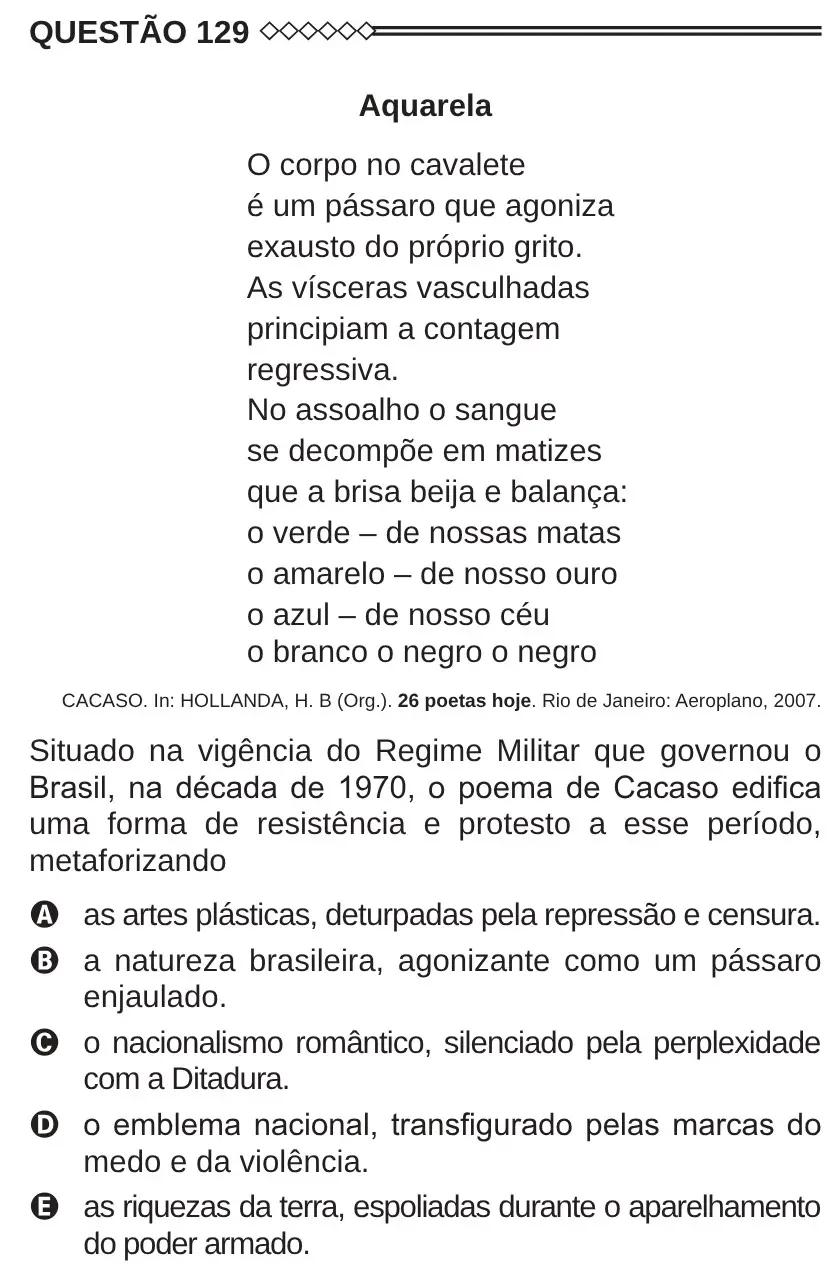 QUESTÃO 129
Aquarela
O corpo no cavalete
é um pássaro que agoniza
exausto do próprio grito.
As vísceras vasculhadas
principiam a contagem
regressiva.
No assoalho o sangue
se decompõe em matizes
que a brisa beija e balança:
o verde – de nossas matas
o amarelo – de nosso ouro
o azul – de nosso céu
o branco o negro o negro
CACASO. In: HOLLANDA, H. B (Org.). 26 poetas hoje. Rio de Janeiro: Aeroplano, 2007.
Situado na vigência do Regime Militar que governou o
Brasil, na década de 1970, o poema de Cacaso edifica
uma forma de resistência e protesto a esse período,
metaforizando
A as artes plásticas, deturpadas pela repressão e censura.
B a natureza brasileira, agonizante como um pássaro
enjaulado.
C o nacionalismo romântico, silenciado pela perplexidade
com a Ditadura.
D o emblema nacional, transfigurado pelas marcas do
medo e da violência.
E as riquezas da terra, espoliadas durante o aparelhamento
do poder armado.